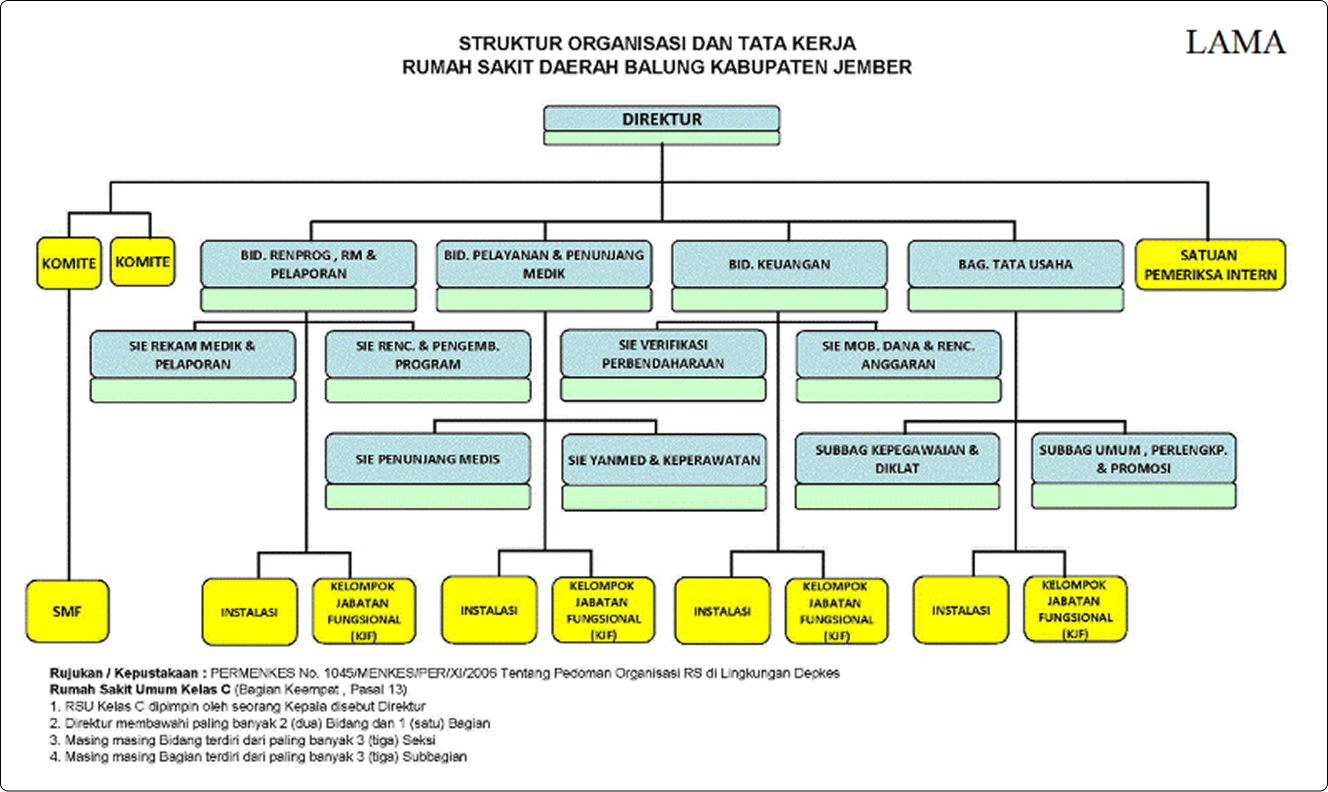 STRUKTUR ORGANISASI DAN TATA KERJA
LAMA
RUMAH SAKIT DAERAH BALUNG KABUPATEN JEMBER
DIREKTUR
KOMITE
KOMITE
BID. RENPROG , RM &
PELAPORAN
BID. PELAYANAN & PENUNJANG
MEDIK
BID. KEUANGAN
BAG. TATA USAHA
SATUAN
PEMERIKSA INTERN
SIE REKAM MEDIK &
PELAPORAN
SIE RENC. & PENGEMB.
PROGRAM
SIE VERIFIKASI
PERBENDAHARAAN
SIE MOB. DANA & RENC.
ANGGARAN
SIE PENUNJANG MEDIS
SIE YANMED & KEPERAWATAN
SUBBAG KEPEGAWAIAN &
DIKLAT
SUBBAG UMUM , PERLENGKP.
& PROMOSI
SMF
INSTALASI
KELOMPOK
JABATAN
FUNGSIONAL
(KJF)
INSTALASI
KELOMPOK
JABATAN
FUNGSIONAL
(KJF)
INSTALASI
KELOMPOK
JABATAN
FUNGSIONAL
(KJF)
INSTALASI
KELOMPOK
JABATAN
FUNGSIONAL
(KJF)
Rujukan / Kepustakaan : PERMENKES No. 1045/MENKES/PER/XI/2006 Tentang Pedoman Organisasi RS di Lingkungan Depkes
Rumah Sakit Umum Kelas C (Bagian Keempat , Pasal 13)
1. RSU Kelas C dipimpin oleh seorang Kepala disebut Direktur
2. Direktur membawahi paling banyak 2 (dua) Bidang dan 1 (satu) Bagian
3. Masing masing Bidang terdiri dari paling banyak 3 (tiga) Seksi
4. Masing masing Bagian terdiri dari paling banyak 3 (tiga) Subbagian